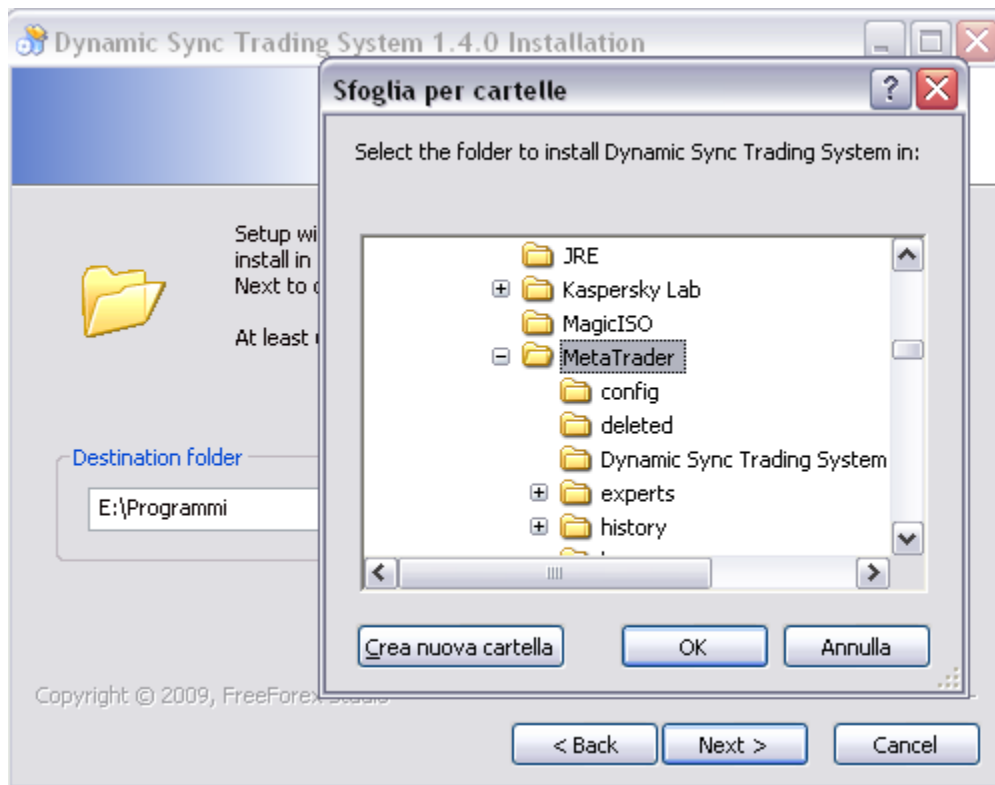 Dynamic Sync Trading System 1.4.0 Installation
Sfoglia per cartelle
Select the folder to install Dynamic Sync Trading System in:
Setup
install in
Next to
At least
JRE
Kaspersky Lab
MagicISO
MetaTrader
config
deleted
Dynamic Sync Trading System
experts
history
Destination folder
E:\Programmi
Crea nuova cartella
OK
Annulla
Copyright © 2009, FreeForex Studio
< Back
Next >
Cancel